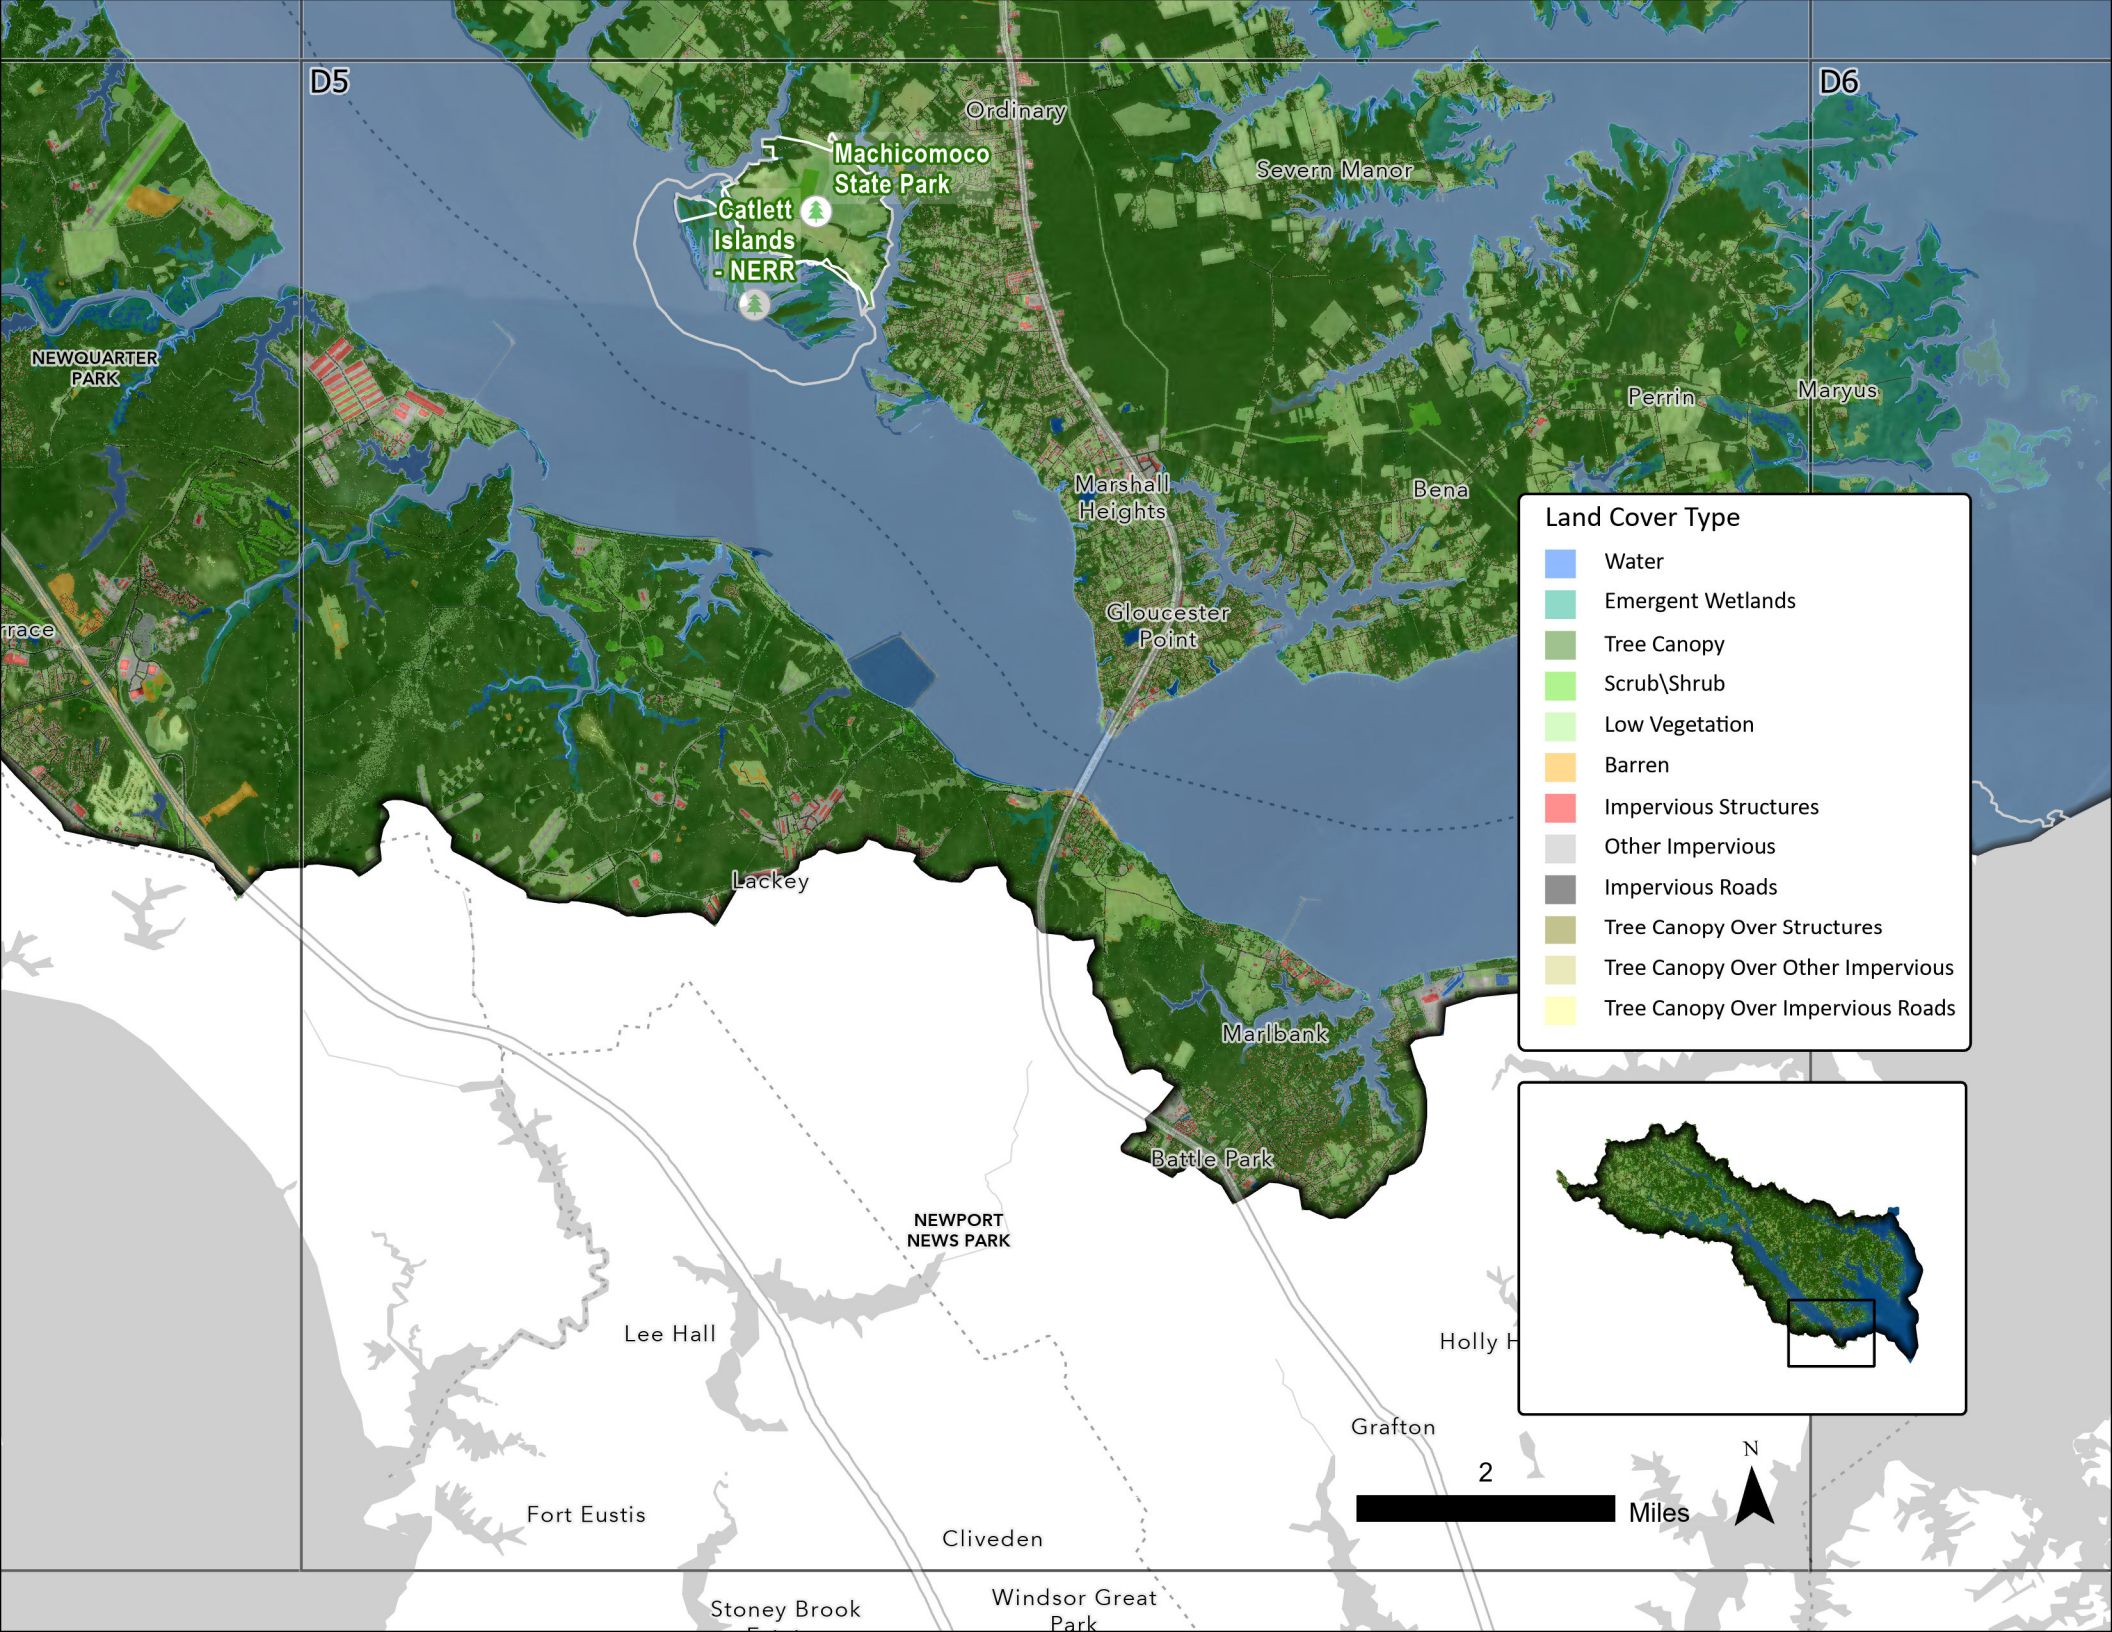 D5
D6
Ordinary
Machicomoco
State Park
Severn Manor
Catlett
Islands
- NERR
NEWQUARTER
PARK
Perrin
Maryus
Marshall
Heights
Bena
Gloucester
Point
rrace
Lackey
Marlbank
Battle Park
NEWPORT
NEWS PARK
Lee Hall
Holly H
Grafton
Fort Eustis
Cliveden
Stoney Brook
Windsor Great
Park
Land Cover Type
Water
Emergent Wetlands
Tree Canopy
Scrub\Shrub
Low Vegetation
Barren
Impervious Structures
Other Impervious
Impervious Roads
Tree Canopy Over Structures
Tree Canopy Over Other Impervious
Tree Canopy Over Impervious Roads
N
2
Miles